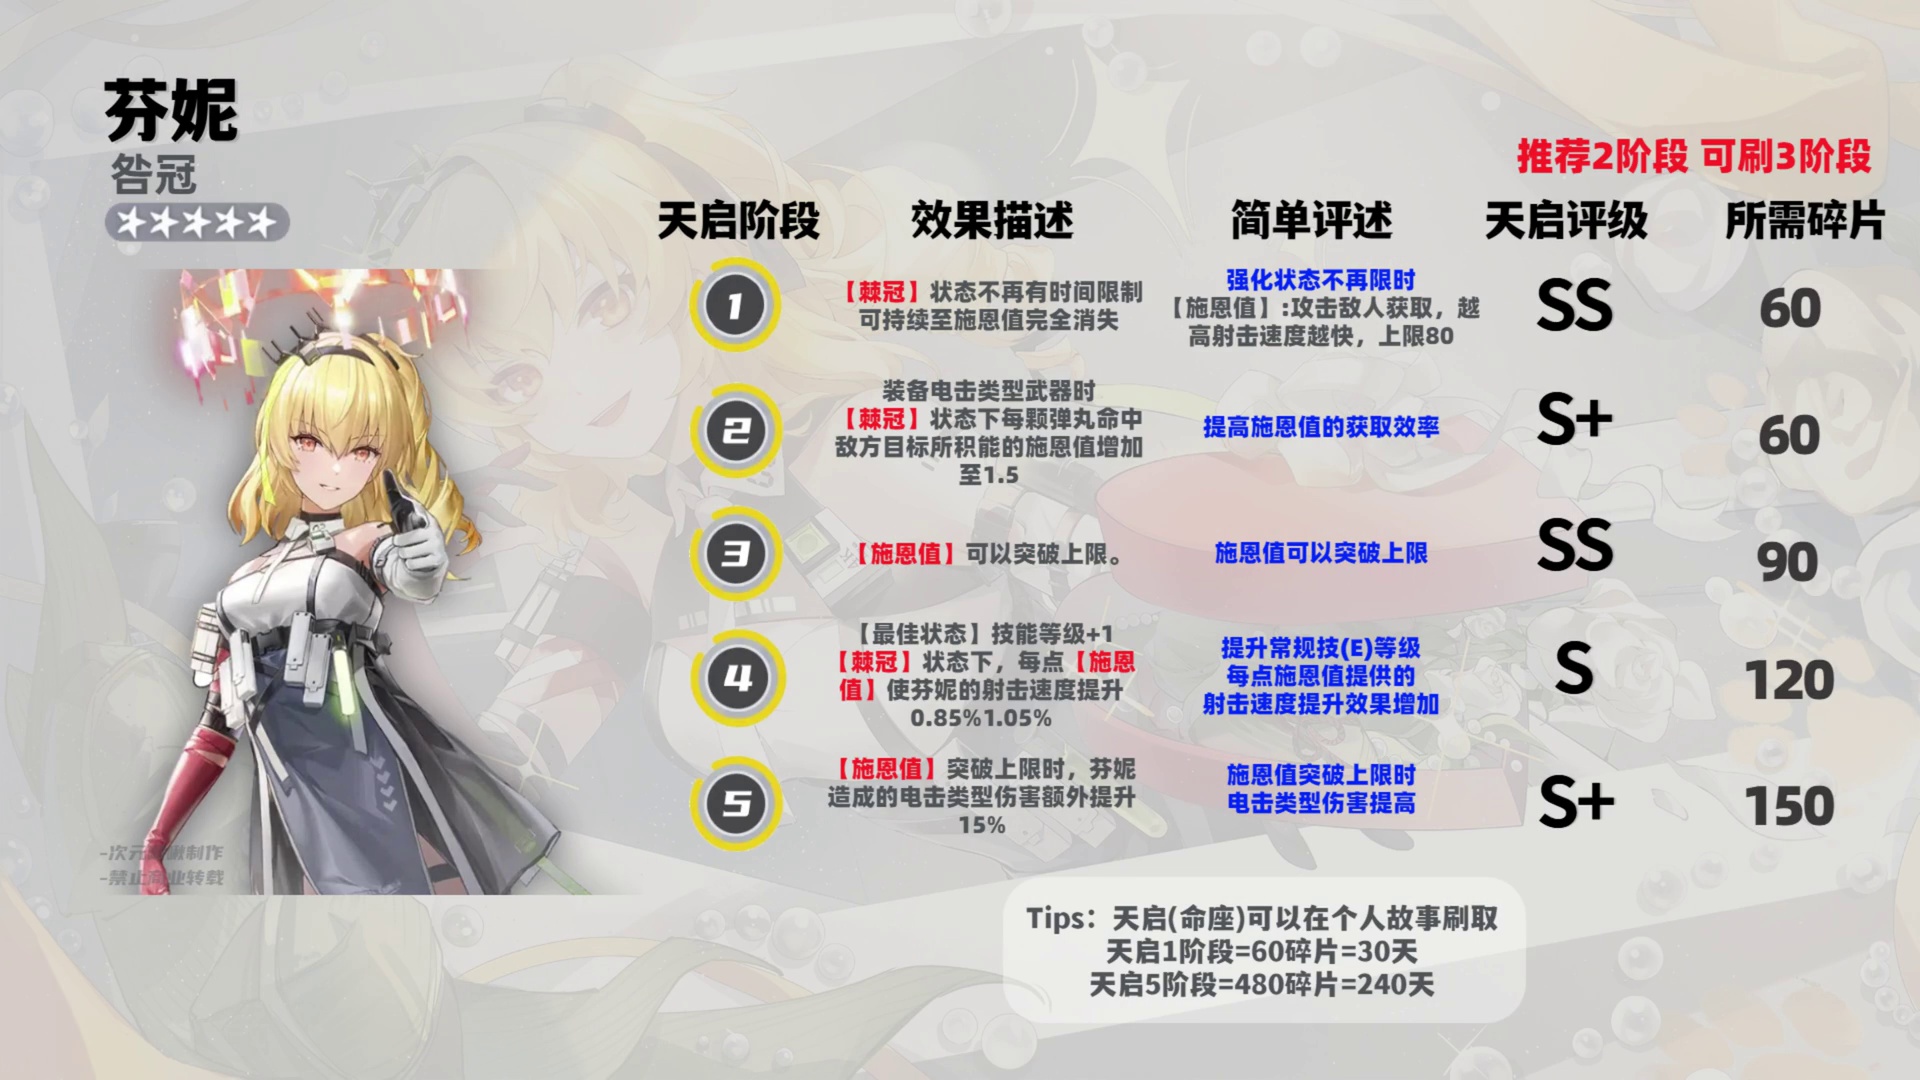 芬妮
咎冠
推荐2阶段 可刷3阶段
天启阶段 效果描述 简单评述 天启评级 所需碎片
1
【棘冠】状态不再有时间限制
可持续至施恩值完全消失
强化状态不再限时
【施恩值】:攻击敌人获取，越
高射击速度越快，上限80
SS
60
2
装备电击类型武器时
【棘冠】状态下每颗弹丸命中
敌方目标所积能的施恩值增加
至1.5
提高施恩值的获取效率
S+
60
3
【施恩值】可以突破上限。
施恩值可以突破上限
SS
90
4
【最佳状态】技能等级+1
【棘冠】状态下，每点【施恩
值】使芬妮的射击速度提升
0.85%1.05%
提升常规技(E)等级
每点施恩值提供的
射击速度提升效果增加
S
120
5
【施恩值】突破上限时，芬妮
造成的电击类型伤害额外提升
15%
施恩值突破上限时
电击类型伤害提高
S+
150
-次元 瞅制作
-禁止商业转载
Tips：天启(命座)可以在个人故事刷取
天启1阶段=60碎片=30天
天启5阶段=480碎片=240天